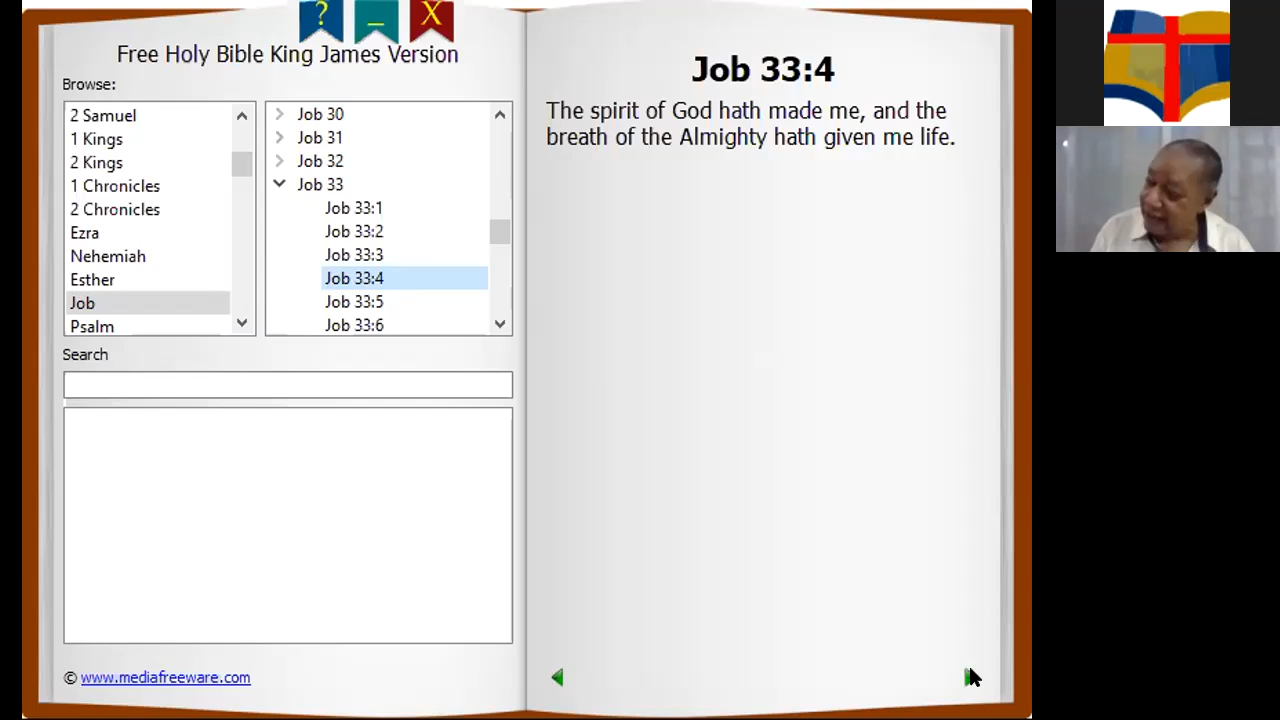 ? _ X
Free Holy Bible King James Version
Browse:
2 Samuel
1 Kings
2 Kings
1 Chronicles
2 Chronicles
Ezra
Nehemiah
Esther
Job
Psalm
Job 30
Job 31
Job 32
Job 33
Job 33:1
Job 33:2
Job 33:3
Job 33:4
Job 33:5
Job 33:6
Search
© www.mediafreeware.com
Job 33:4
The spirit of God hath made me, and the
breath of the Almighty hath given me life.